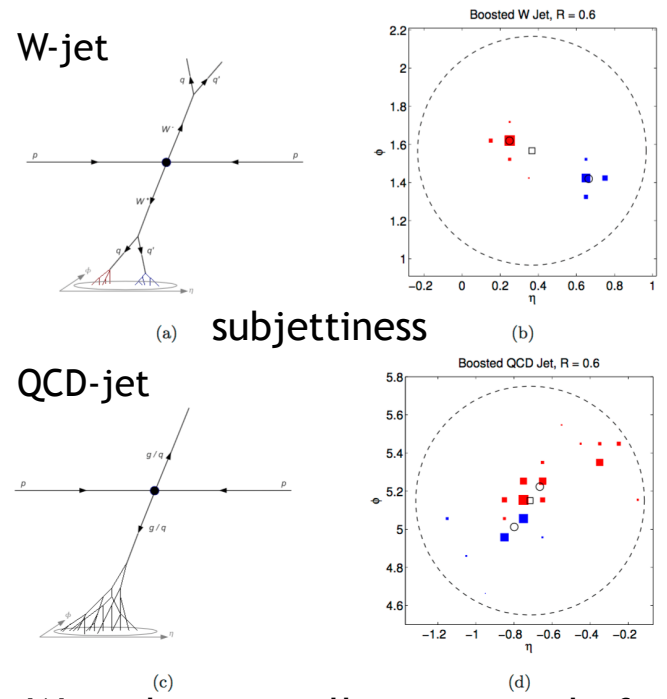 W-jet
q
q'
W-
p
p
W+
q
q'
φ
η
(a)
Boosted W Jet, R = 0.6
2.2
2
1.8
1.6
1.4
1.2
1
ϕ
-0.2
0
0.2
0.4
0.6
0.8
1
η
(b)
subjettiness
QCD-jet
g/q
p
p
g/q
φ
η
(c)
Boosted QCD Jet, R = 0.6
5.8
5.6
5.4
5.2
5
4.8
4.6
ϕ
-1.2
-1
-0.8
-0.6
-0.4
-0.2
η
(d)